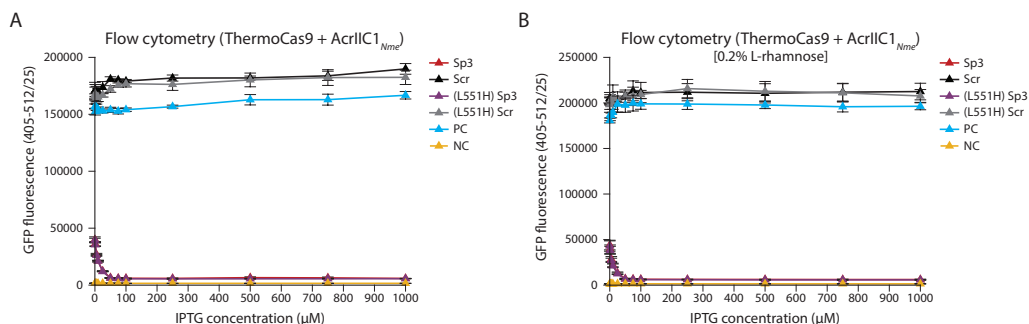 A
Flow cytometry (ThermoCas9 + AcrIIC1Nme)
200000
150000
100000
50000
0
GFP fluorescence (405-512/25)
0 100 200 300 400 500 600 700 800 900 1000
IPTG concentration (μM)
Sp3
Scr
(L551H) Sp3
(L551H) Scr
PC
NC
B
Flow cytometry (ThermoCas9 + AcrIIC1Nme)
[0.2% L-rhamnose]
250000
200000
150000
100000
50000
0
GFP fluorescence (405-512/25)
0 100 200 300 400 500 600 700 800 900 1000
IPTG concentration (μM)
Sp3
Scr
(L551H) Sp3
(L551H) Scr
PC
NC